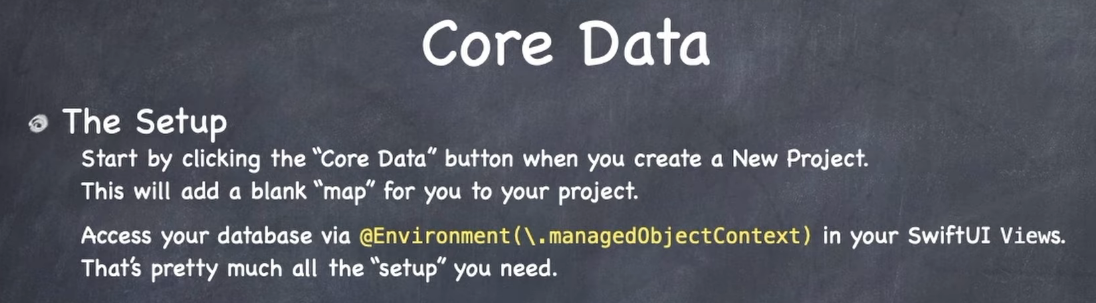 Core Data
The Setup
Start by clicking the “Core Data” button when you create a New Project.
This will add a blank “map” for you to your project.
Access your database via @Environment(\.managedObjectContext) in your SwiftUI Views.
That’s pretty much all the “setup” you need.